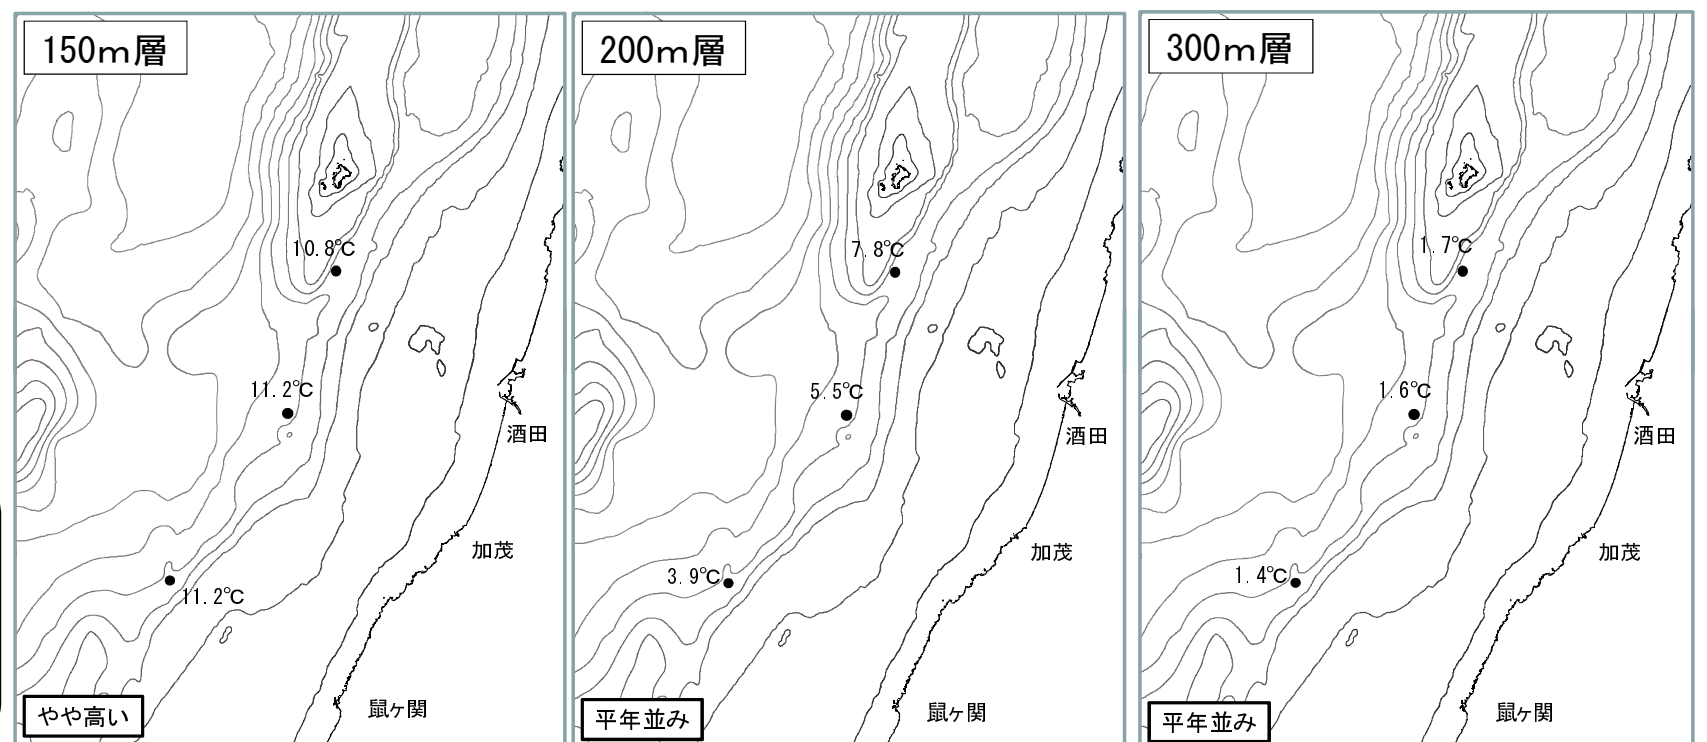 150m層
10.8℃
11.2℃
酒田
加茂
11.2℃
鼠ヶ関
やや高い
200m層
7.8℃
5.5℃
酒田
加茂
3.9℃
鼠ヶ関
平年並み
300m層
1.7℃
1.6℃
酒田
加茂
1.4℃
鼠ヶ関
平年並み